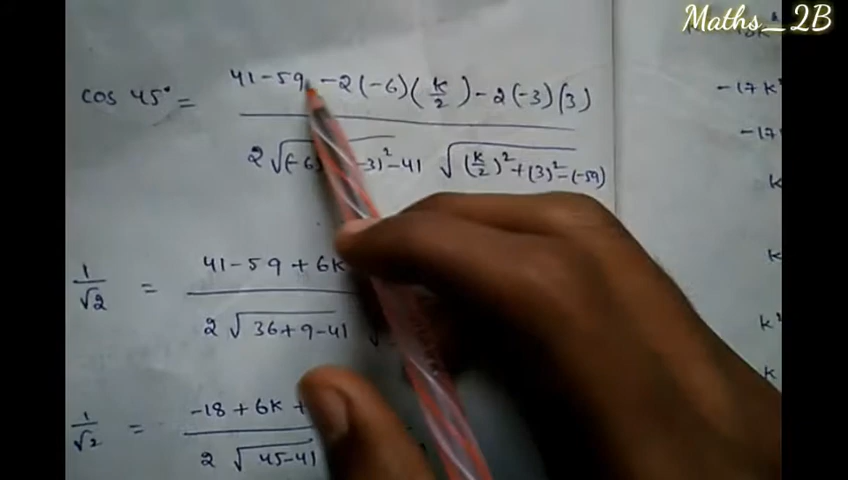 Maths_2B
cos 45° = 41-59 -2(-6)(k/2) -2(-3)(3)
2√(-6) -3)²-41 √(k/2)²+(3)²-(-59)
1/√2 = 41-59+6k
2√36+9-41
1/√2 = -18+6k+
2√45-41
-17
-17
k
k
k²
k